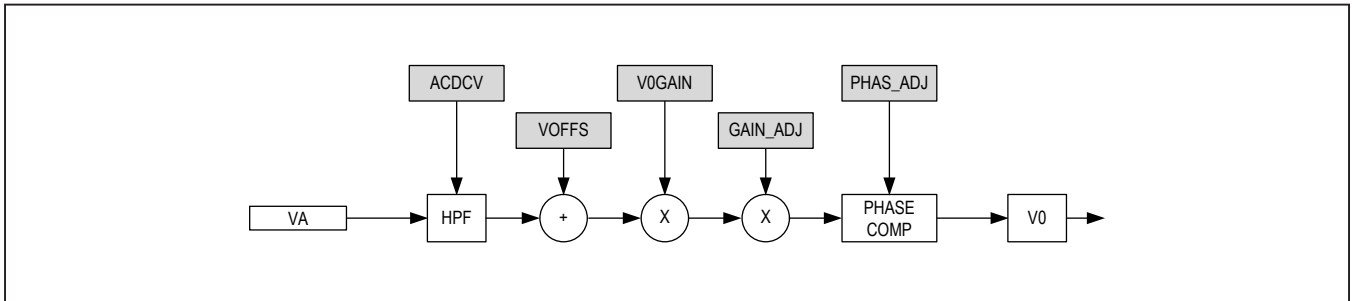 ACDCV
V0GAIN
PHAS_ADJ
VOFFS
GAIN_ADJ
VA
HPF
+
X
X
PHASE
COMP
V0